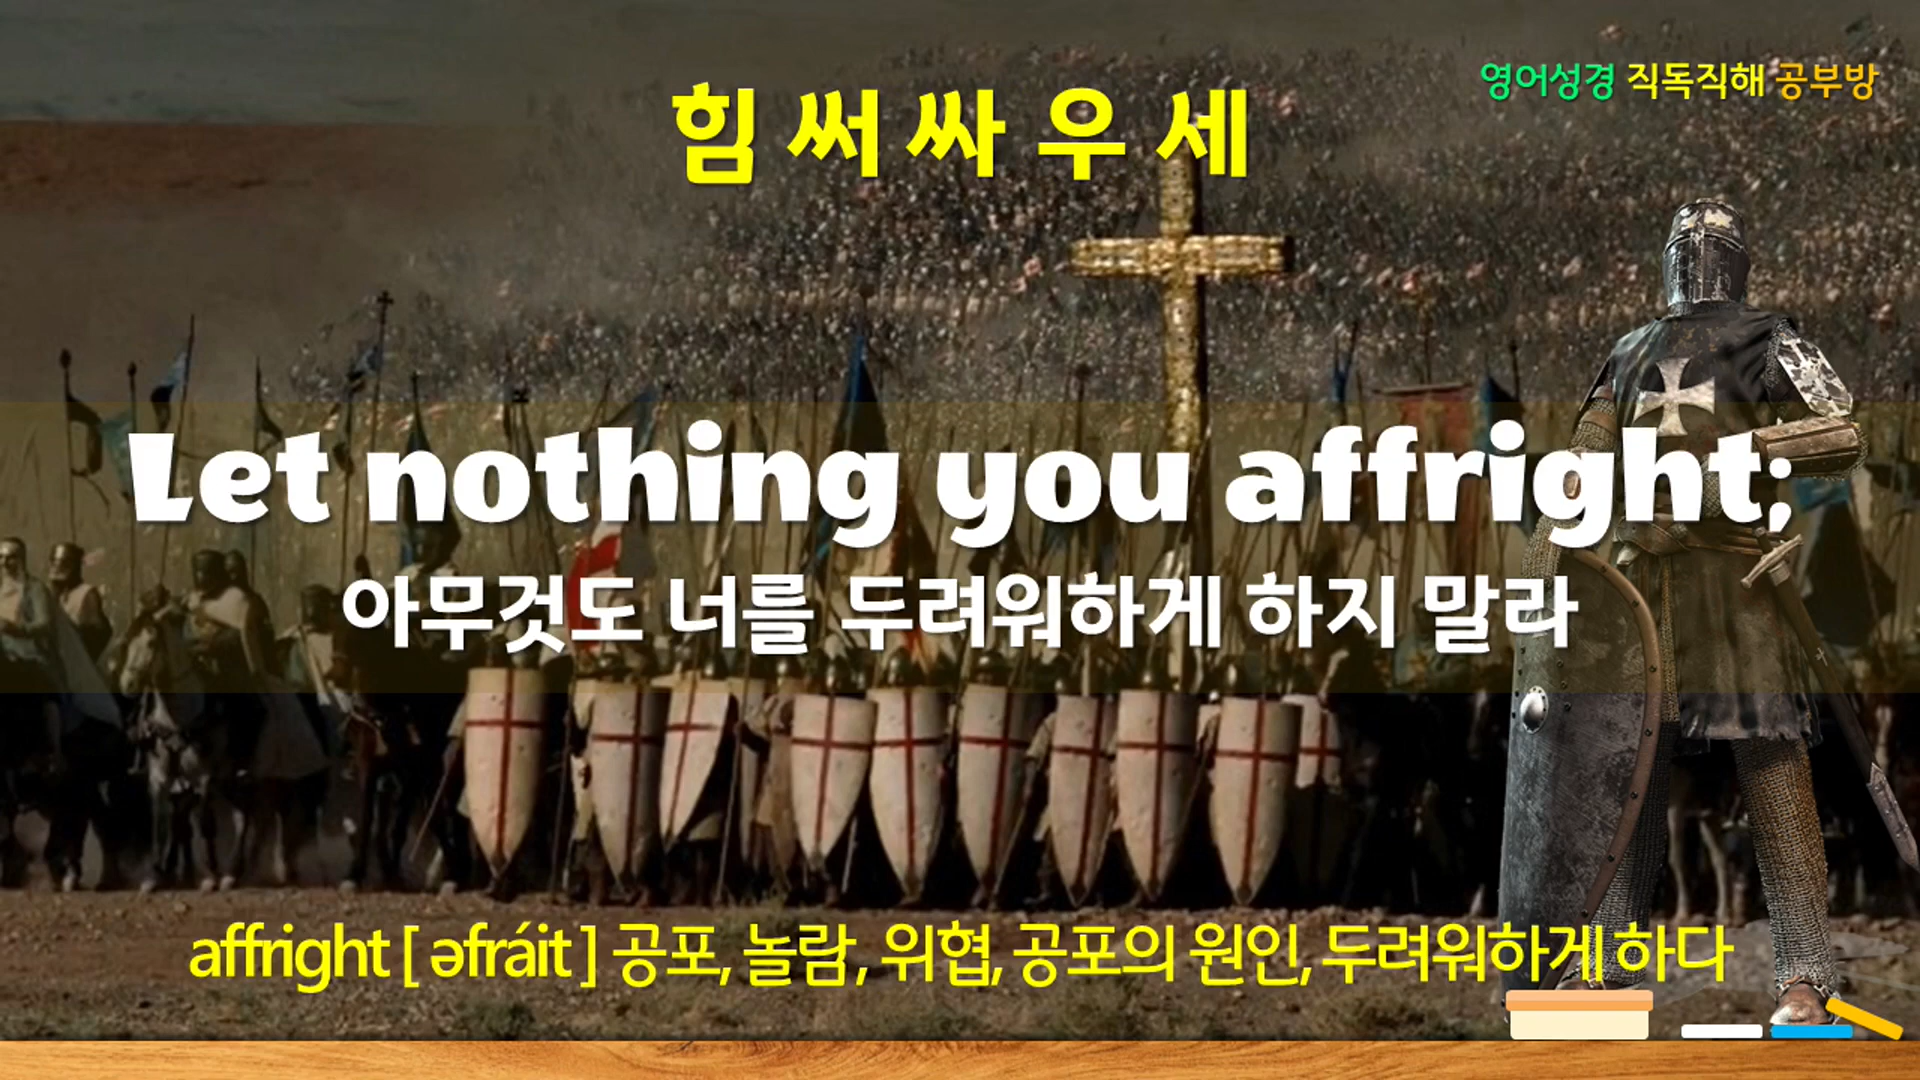 영어성경 직독직해 공부방
힘써싸우세
Let nothing you affright;
아무것도 너를 두려워하게 하지 말라
affright [ əfráit ] 공포, 놀람, 위협, 공포의 원인, 두려워하게 하다